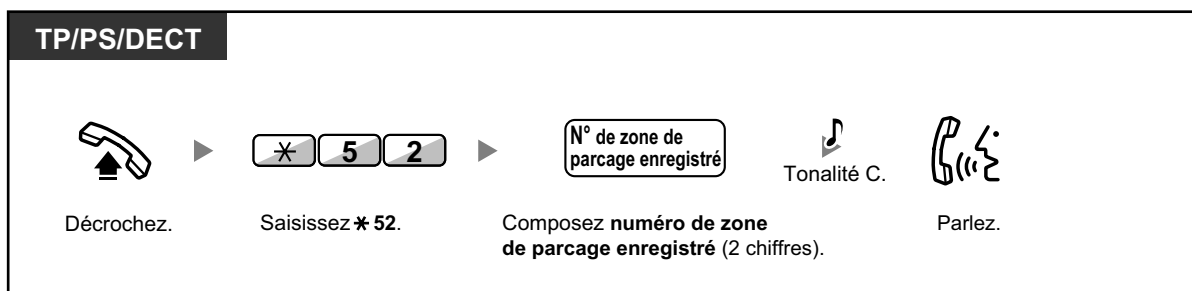 TP/PS/DECT
5 2
N° de zone de
parcage enregistré
Tonalité C.
Décrochez.
Saisissez ✳ 52.
Composez numéro de zone
de parcage enregistré (2 chiffres).
Parlez.